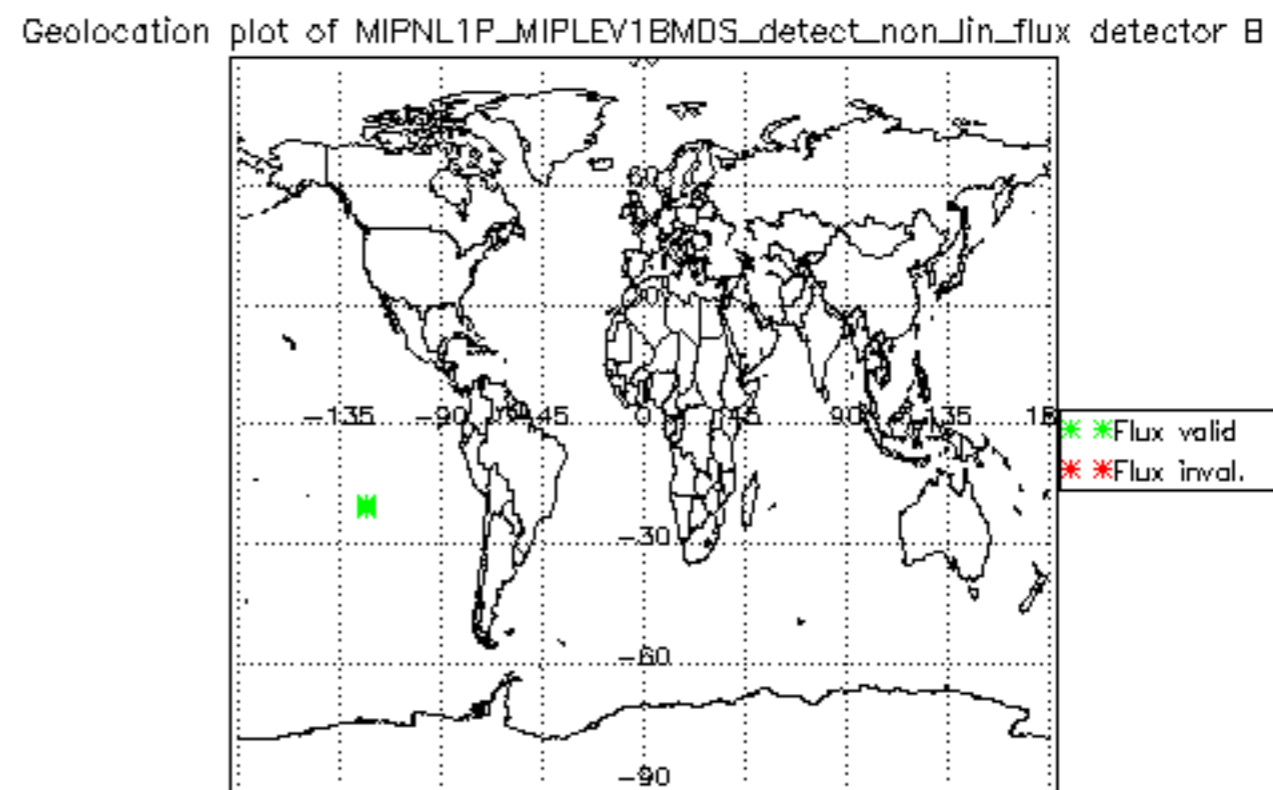 Geolocation plot of MIPNL1P_MIPLEV1BMDS_detect_non_lin_flux detector B
60
-135 -90 45 0 45 90 135
Flux valid
Flux inval.
-30
-60
-90